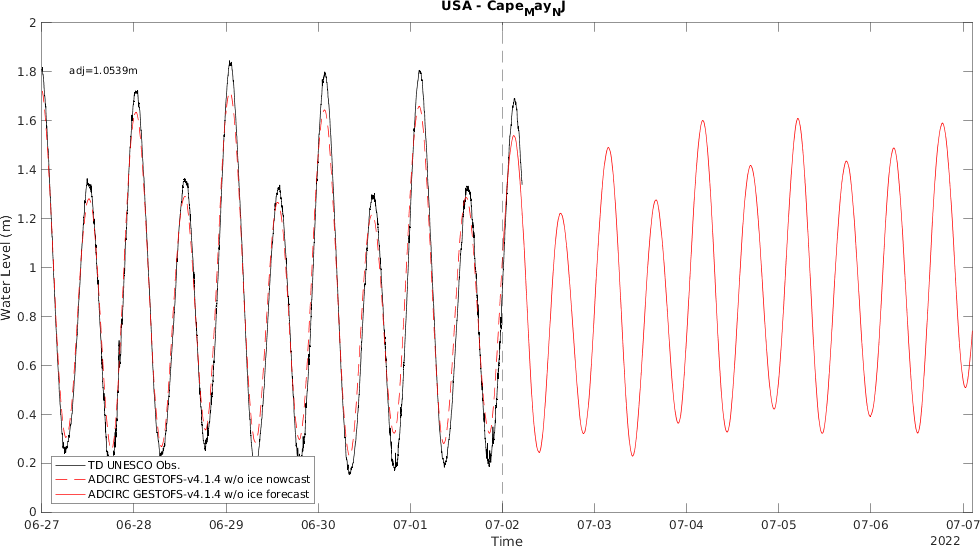 USA - CapeMayNJ
2
1.8
adj=1.0539m
1.6
1.4
1.2
1
0.8
0.6
0.4
0.2
0
Water Level (m)
TD UNESCO Obs.
ADCIRC GESTOFS-v4.1.4 w/o ice nowcast
ADCIRC GESTOFS-v4.1.4 w/o ice forecast
06-27 06-28 06-29 06-30 07-01 07-02 07-03 07-04 07-05 07-06 07-07
Time
2022